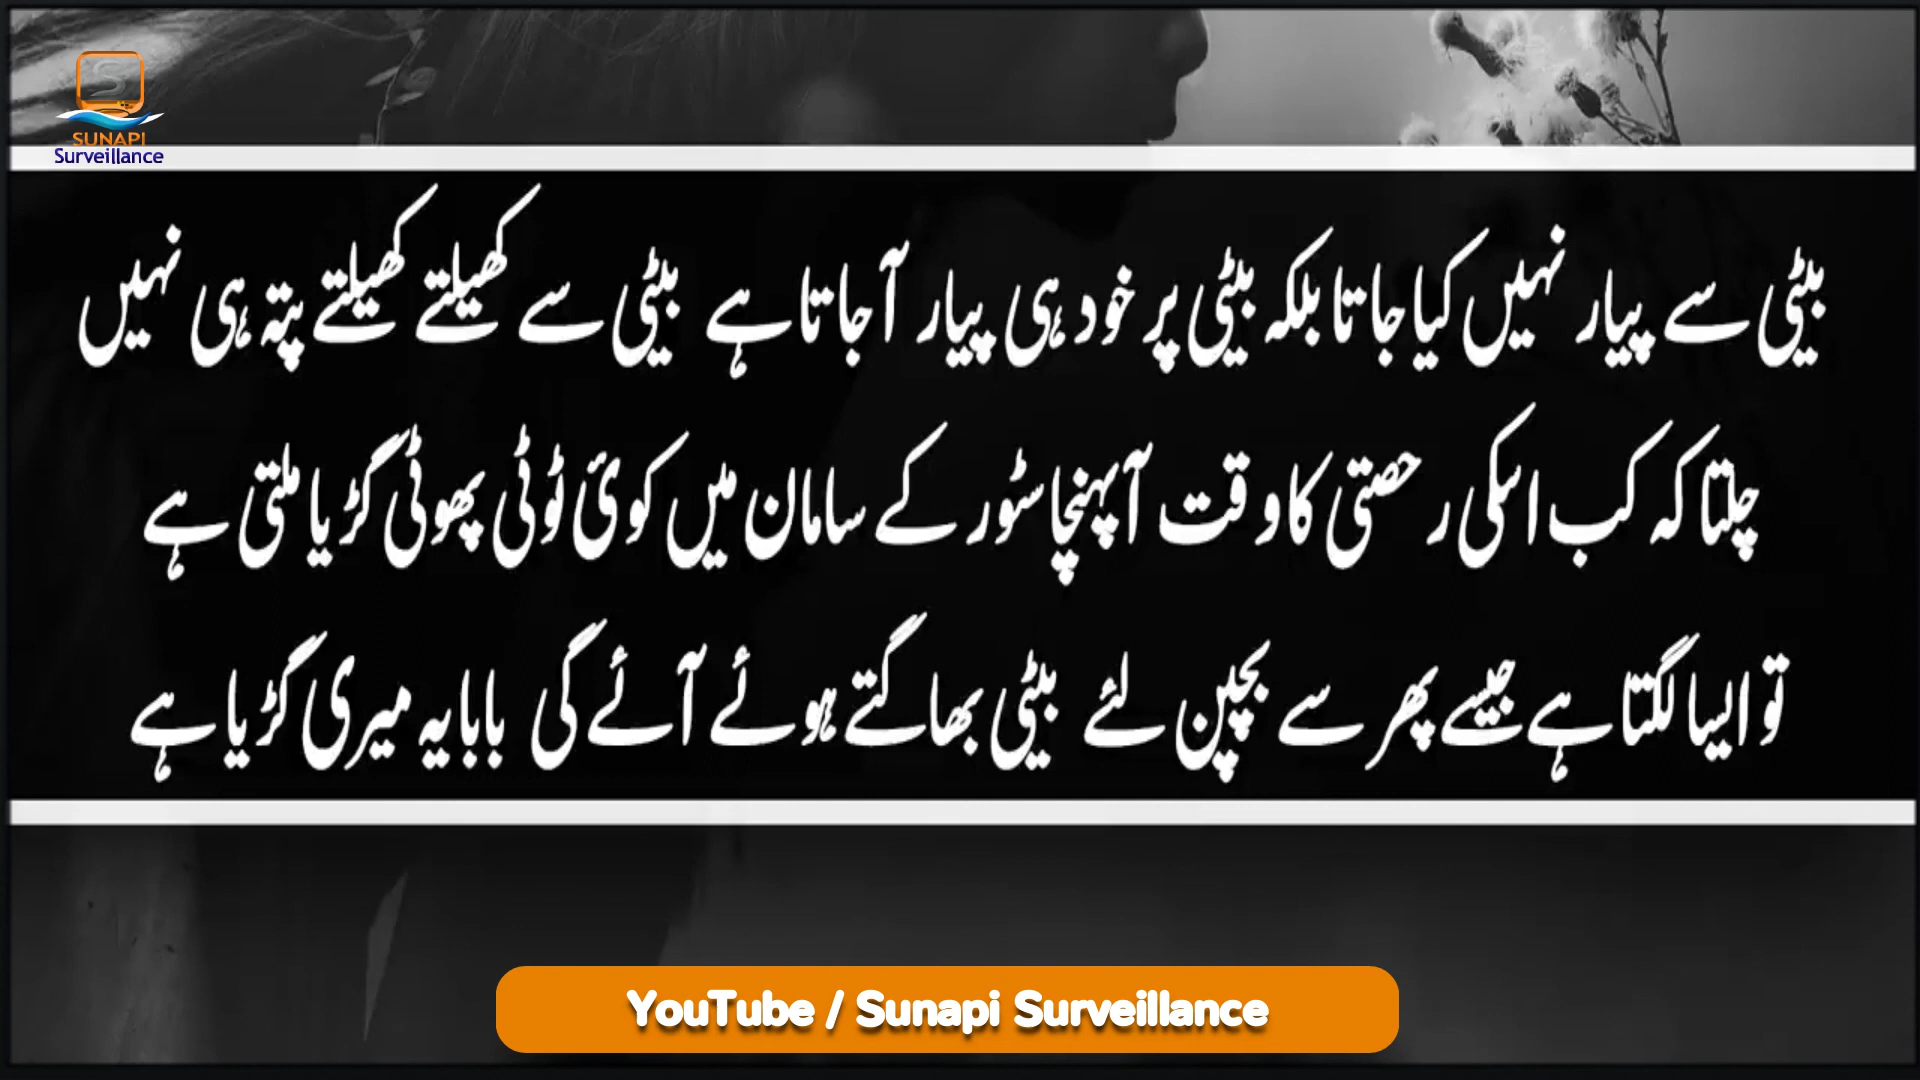 SUNAPI
Surveillance
بیٹی سے پیار نہیں کیا جاتا بلکہ بیٹی پر خود ہی پیار آ جاتا ہے بیٹی سے کھیلتے کھیلتے پتہ ہی نہیں
چلتا کہ کب اسکی رخصتی کا وقت آ پہنچا سٹور کے سامان میں کوئ ٹوٹی پھوٹی گڑیا ملتی ہے
تو ایسا لگتا ہے جیسے پھر سے بچپن لئے بیٹی بھاگتے ہوئے آئے گی بابا یہ میری گڑیا ہے
YouTube / Sunapi Surveillance